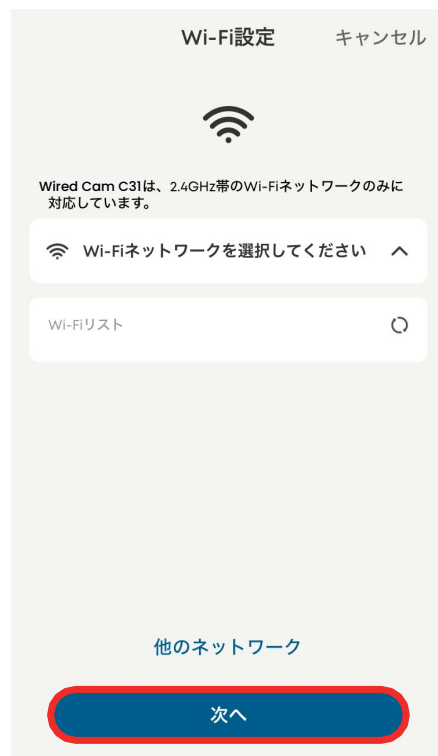 Wi-Fi設定
キャンセル
Wired Cam C31は、2.4GHz帯のWi-Fiネットワークのみに
対応しています。
Wi-Fiネットワークを選択してください
Wi-Fiリスト
他のネットワーク
次へ